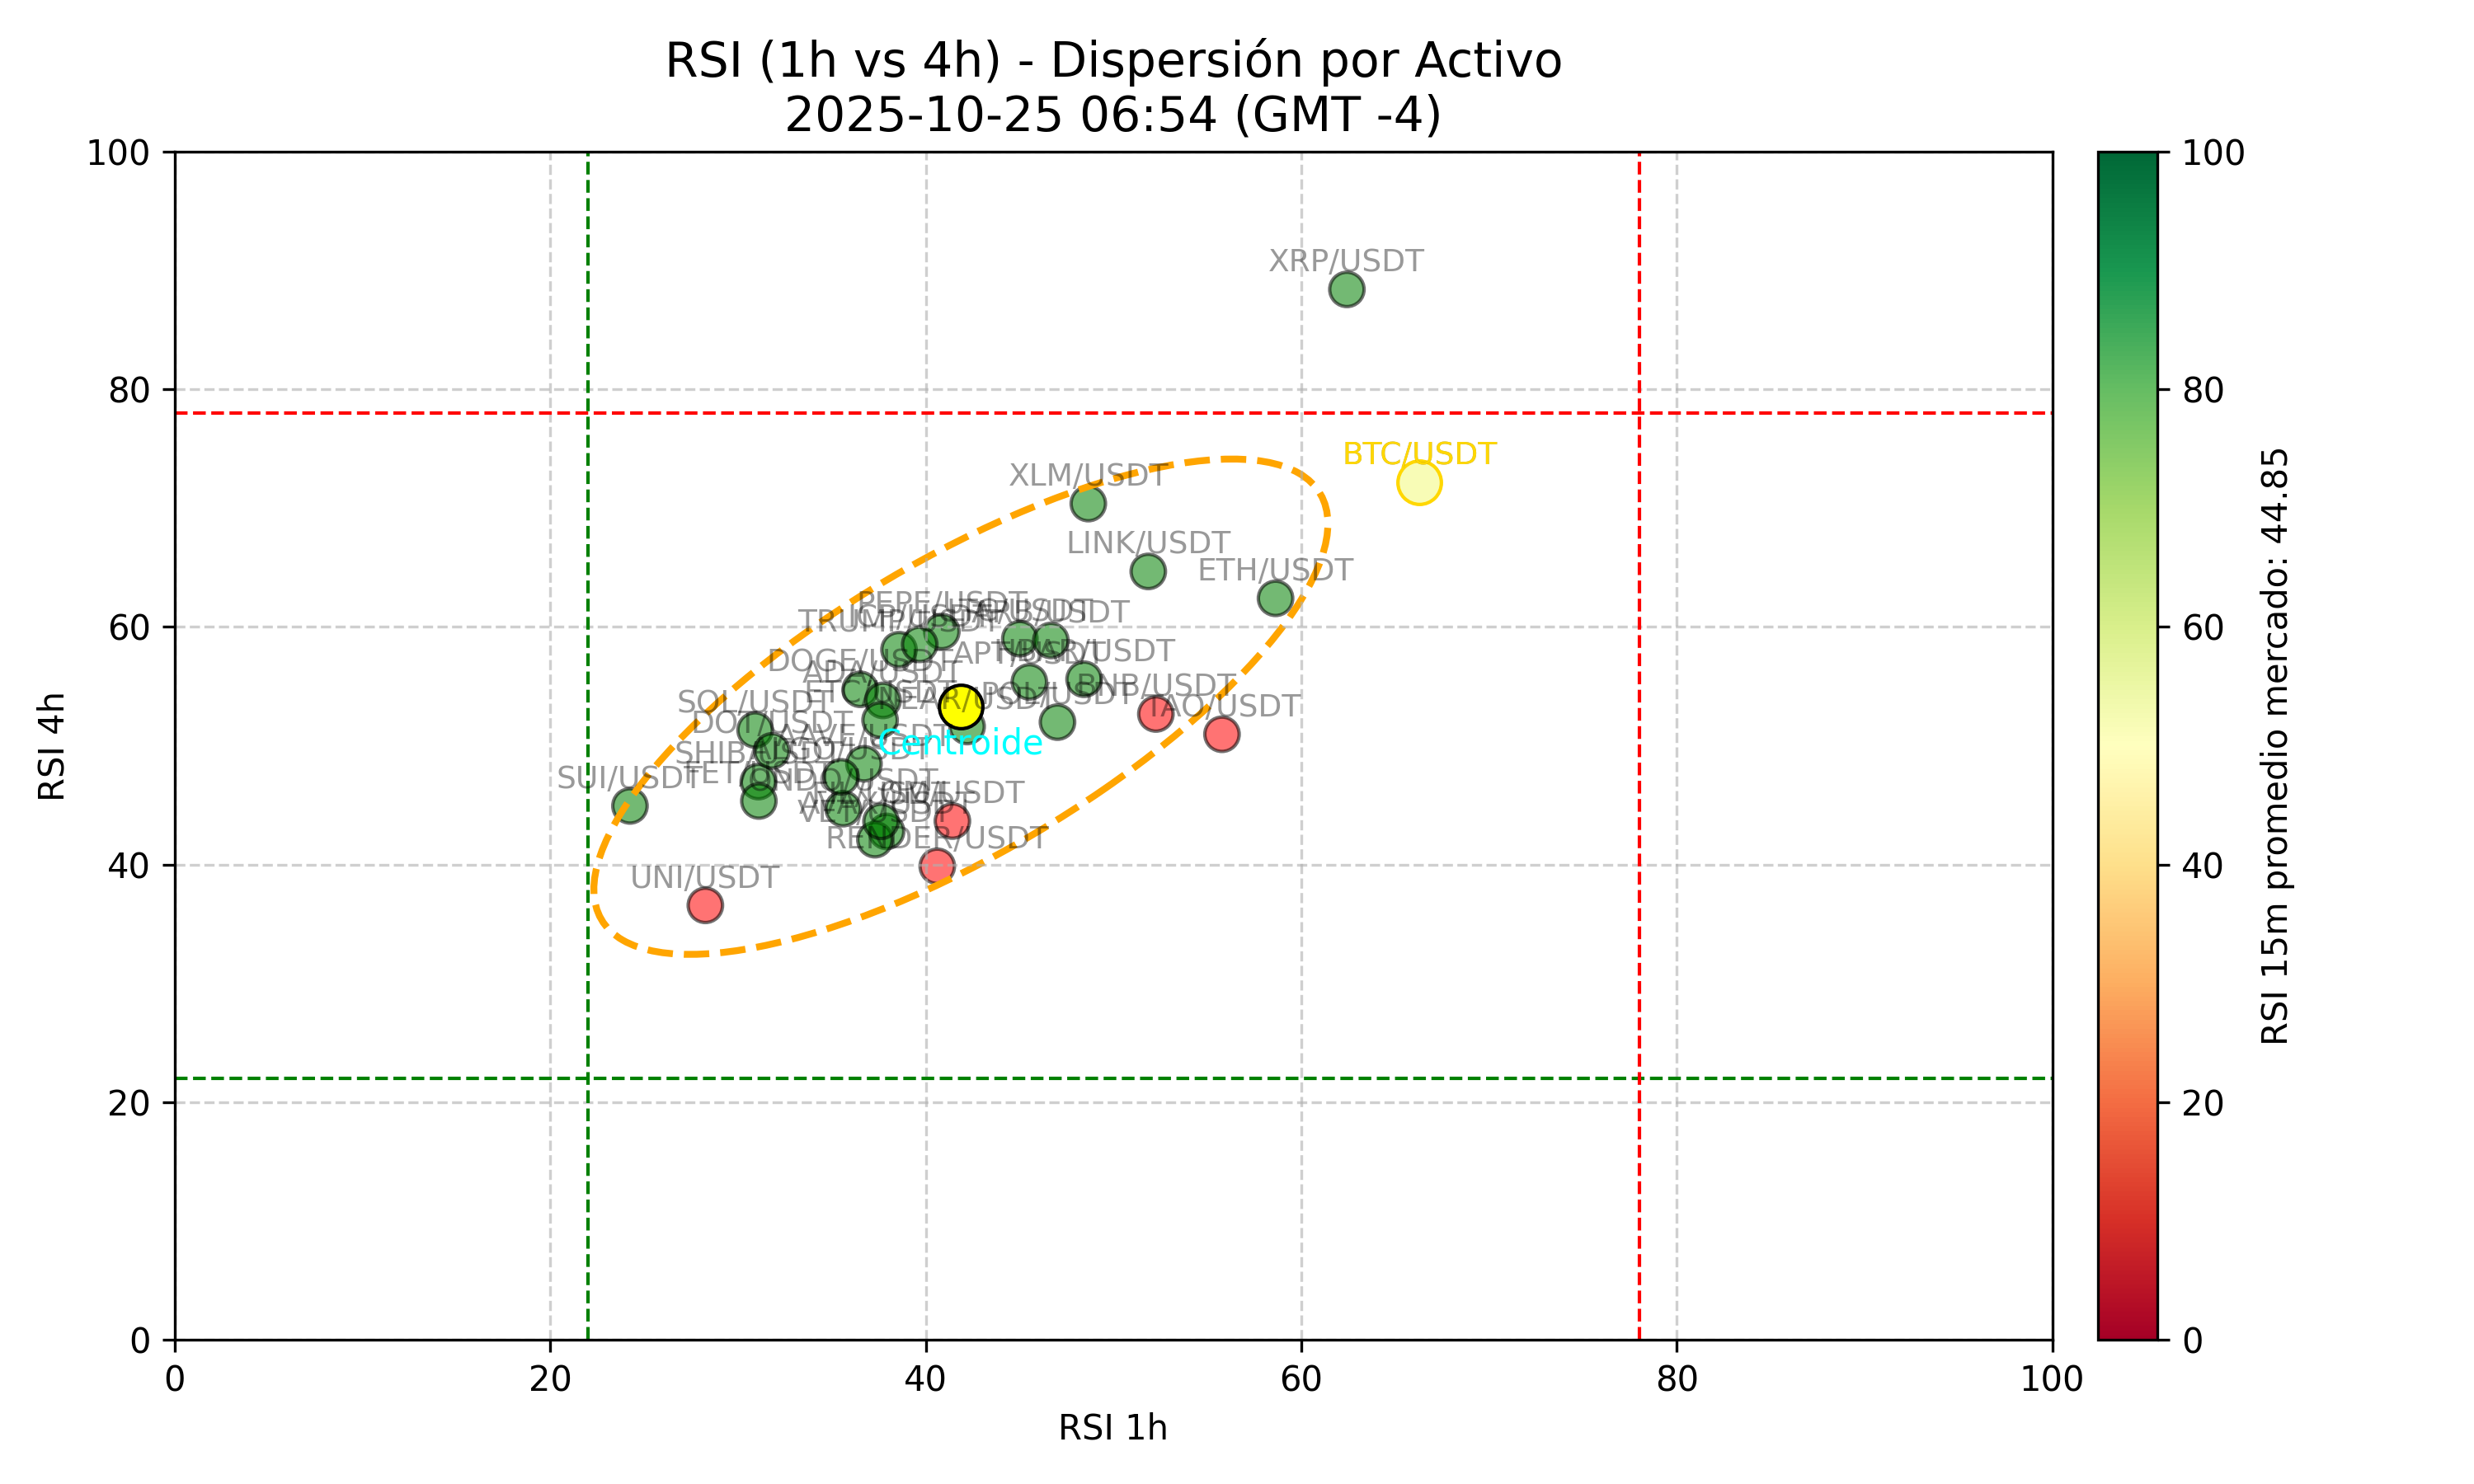 RSI (1h vs 4h) - Dispersión por Activo
2025-10-25 06:54 (GMT -4)
100
80
60
40
20
0
RSI 4h
XRP/USDT
BTC/USDT
XLM/USDT
LINK/USDT
ETH/USDT
PEPE/USDT
TRUMP/USDT
DOGE/USDT
ADA/USDT
HBAR/USDT
BNB/USDT
TAO/USDT
SOL/USDT
DOT/USDT
NEAR/USDT
AAVE/USDT
Centroide
SUI/USDT
RENDER/USDT
UNI/USDT
0
20
40
60
80
100
RSI 1h
100
80
60
40
20
0
RSI 15m promedio mercado: 44.85